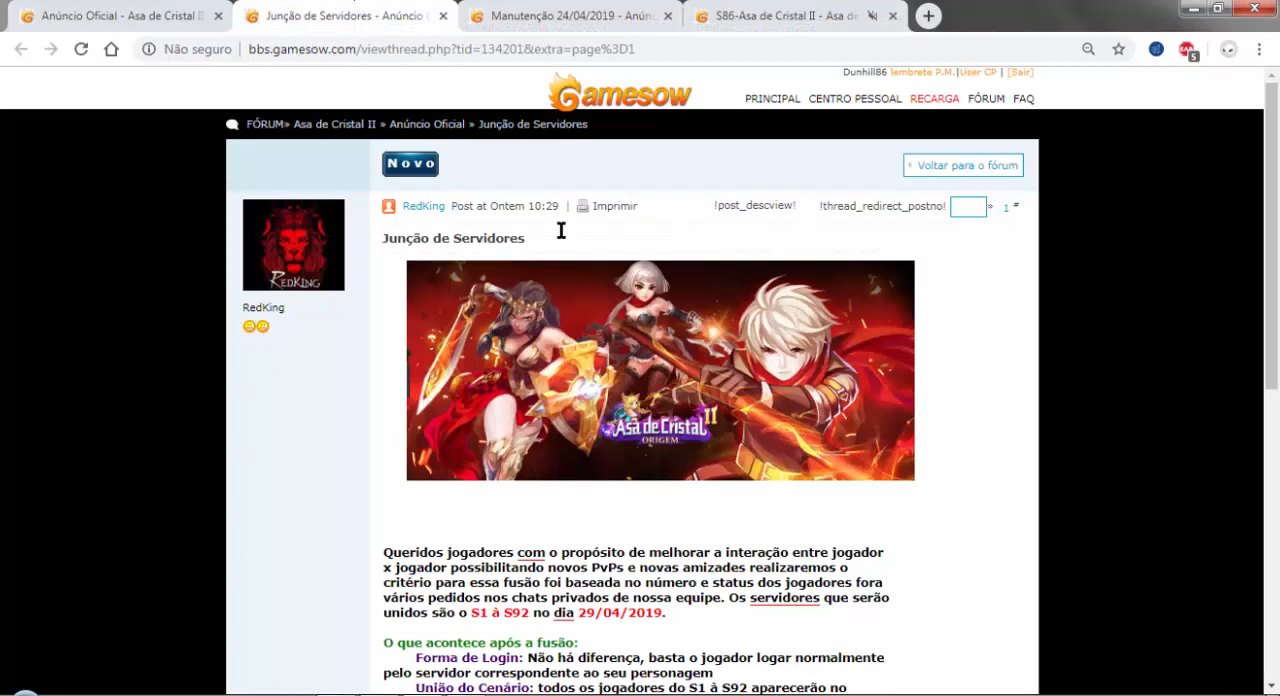 Anúncio Oficial - Asa de Cristal I
Junção de Servidores - Anúncio
Manutenção 24/04/2019 - Anún
S86-Asa de Cristal II - Asa de
Não seguro
bbs.gamesow.com/viewthread.php?tid=134201&extra=page%3D1
5
Dunhill86 lembrete P.M.|User CP | [Sair]
Gamesow
PRINCIPAL CENTRO PESSOAL RECARGA FÓRUM FAQ
FÓRUM» Asa de Cristal II » Anúncio Oficial » Junção de Servidores
Novo
Voltar para o fórum
RedKing Post at Ontem 10:29 | Imprimir !post_descview! !thread_redirect_postno! » 1 #
REDKING
Junção de Servidores
RedKing
Asa de Cristal II
ORIGEM
Queridos jogadores com o propósito de melhorar a interação entre jogador
x jogador possibilitando novos PvPs e novas amizades realizaremos o
critério para essa fusão foi baseada no número e status dos jogadores fora
vários pedidos nos chats privados de nossa equipe. Os servidores que serão
unidos são o S1 à S92 no dia 29/04/2019.
O que acontece após a fusão:
Forma de Login: Não há diferença, basta o jogador logar normalmente
pelo servidor correspondente ao seu personagem
União do Cenário: todos os jogadores do S1 à S92 aparecerão no